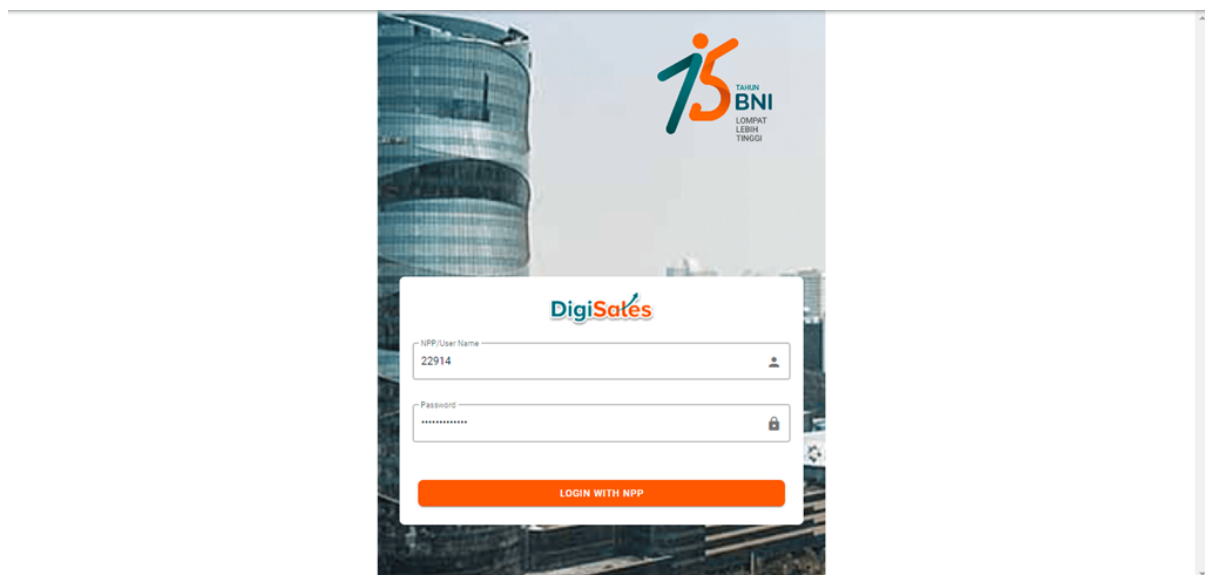 75
TAHUN
BNI
LOMPAT
LEBIH
TINGGI
DigiSales
NPP/User Name
22914
Password
•••••••••••••
LOGIN WITH NPP